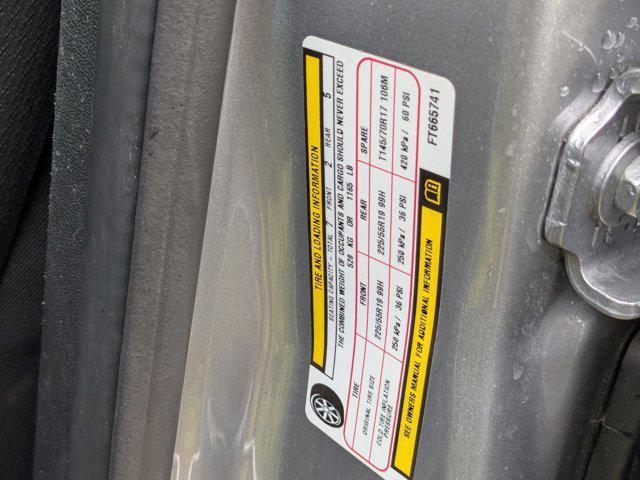 TIRE AND LOADING INFORMATION
SEATING CAPACITY - TOTAL 7 FRONT 2 REAR 5
THE COMBINED WEIGHT OF OCCUPANTS AND CARGO SHOULD NEVER EXCEED
528 KG OR 1165 LB
TIRE FRONT REAR SPARE
ORIGINAL TIRE SIZE 225/55R19 99H 225/55R19 99H T145/70R17 106M
COLD TIRE INFLATION PRESSURE 250 kPa / 36 PSI 250 kPa / 36 PSI 420 kPa / 60 PSI
SEE OWNERS MANUAL FOR ADDITIONAL INFORMATION
FT665741